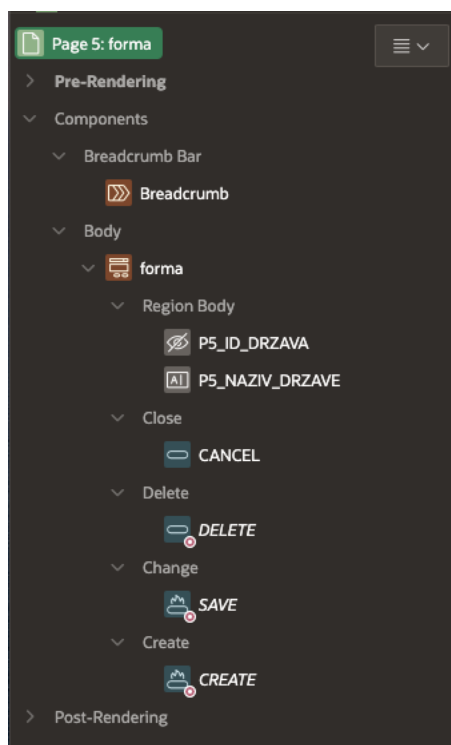 Page 5: forma
Pre-Rendering
Components
Breadcrumb Bar
Breadcrumb
Body
forma
Region Body
P5_ID_DRZAVA
P5_NAZIV_DRZAVE
Close
CANCEL
Delete
DELETE
Change
SAVE
Create
CREATE
Post-Rendering